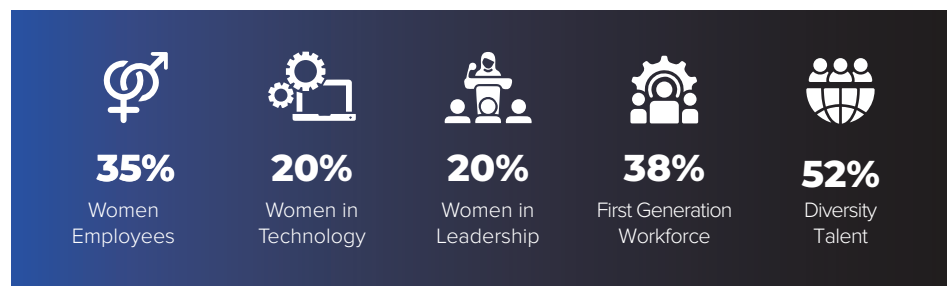 35%
Women
Employees
20%
Women in
Technology
20%
Women in
Leadership
38%
First Generation
Workforce
52%
Diversity
Talent